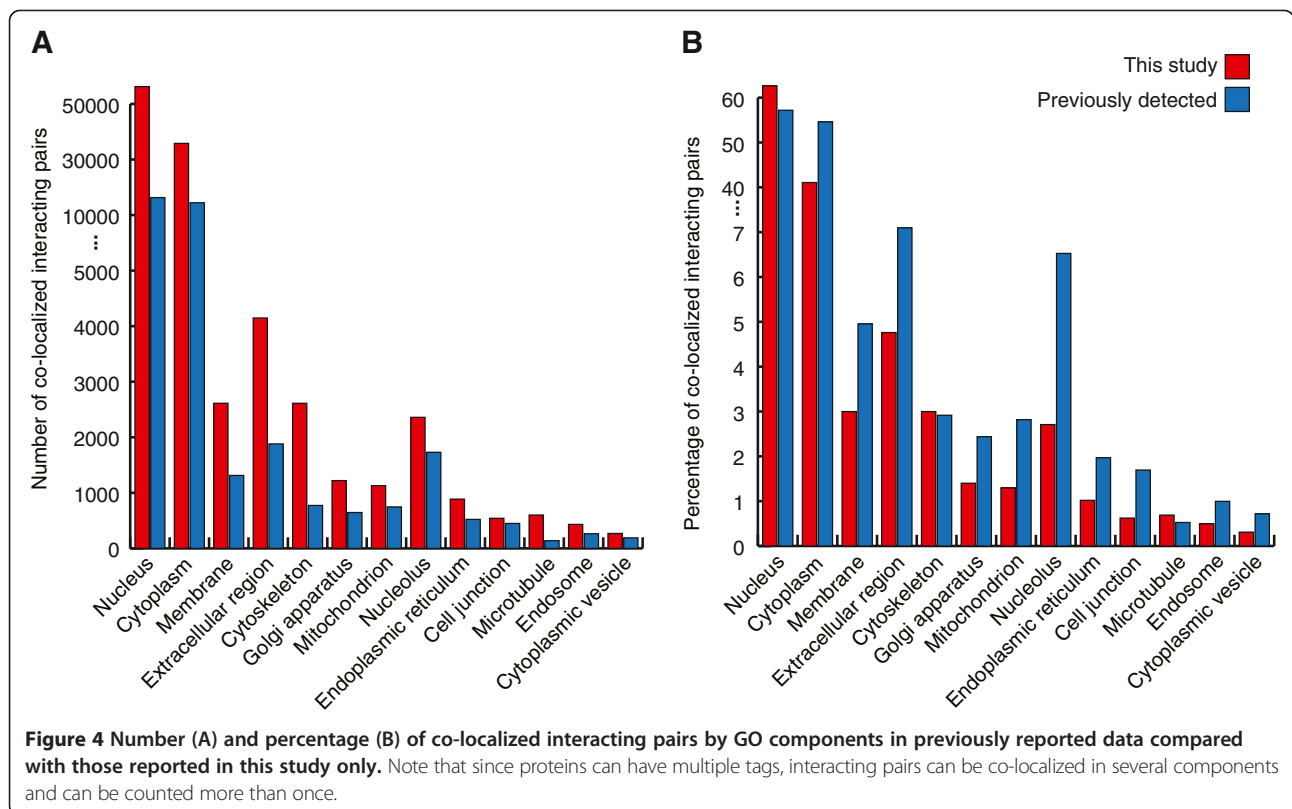 A
Number of co-localized interacting pairs
50000
30000
10000
...
5000
4000
3000
2000
1000
0
Nucleus
Cytoplasm
Membrane
Extracellular region
Cytoskeleton
Golgi apparatus
Mitochondrion
Nucleolus
Endoplasmic reticulum
Cell junction
Microtubule
Endosome
Cytoplasmic vesicle
B
This study
Previously detected
Percentage of co-localized interacting pairs
60
50
40
...
7
6
5
4
3
2
1
0
Nucleus
Cytoplasm
Membrane
Extracellular region
Cytoskeleton
Golgi apparatus
Mitochondrion
Nucleolus
Endoplasmic reticulum
Cell junction
Microtubule
Endosome
Cytoplasmic vesicle
Figure 4 Number (A) and percentage (B) of co-localized interacting pairs by GO components in previously reported data compared
with those reported in this study only. Note that since proteins can have multiple tags, interacting pairs can be co-localized in several components
and can be counted more than once.